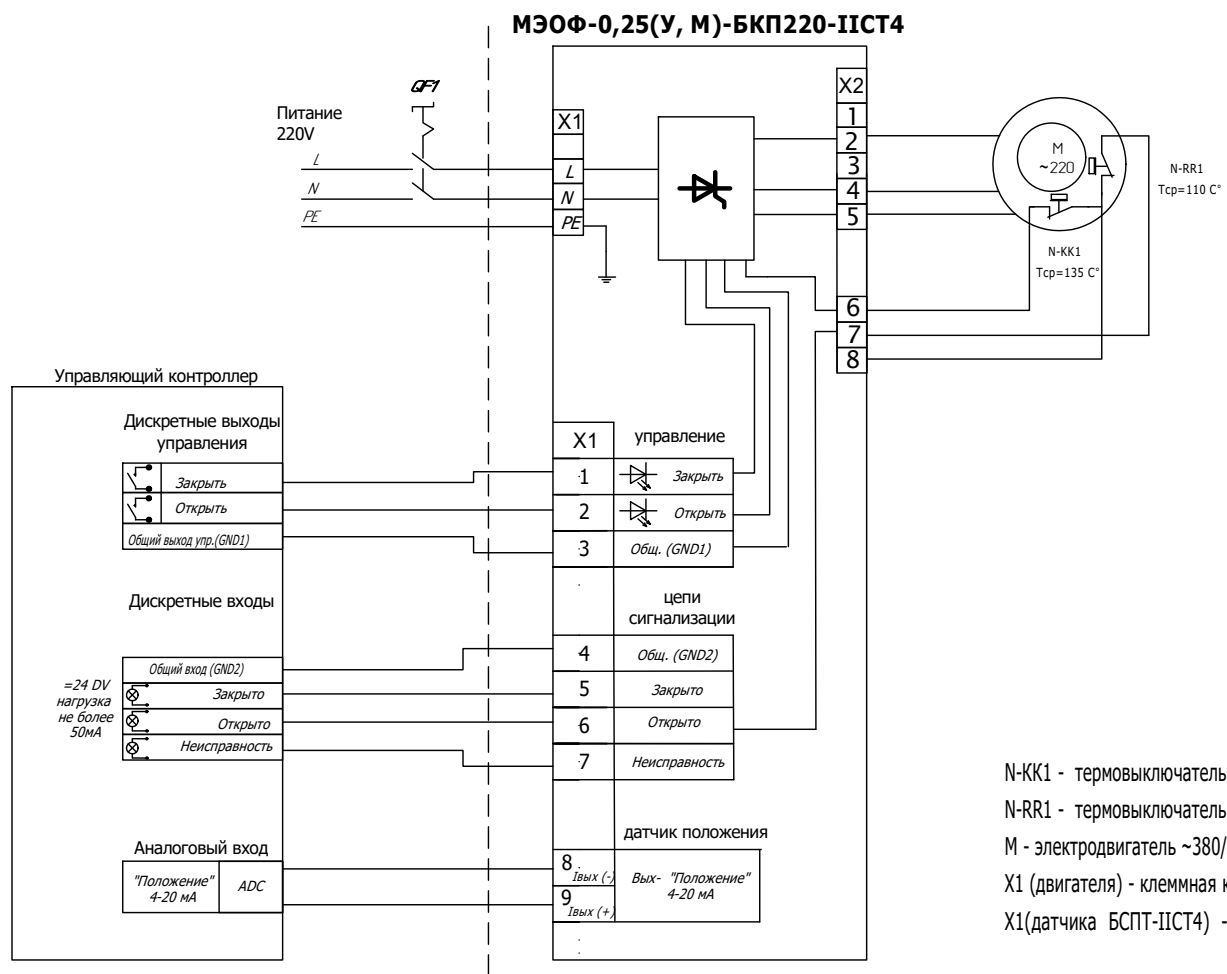 МЭОФ-0,25(У, М)-БКП220-IIСТ4
QF1
Питание
220V
L
N
PE
X1
L
N
PE
X2
1
2
3
4
5
6
7
8
M
~220
N-RR1
Тср=110 С°
N-KK1
Тср=135 С°
Управляющий контроллер
Дискретные выходы
управления
Закрыть
Открыть
Общий выход упр.(GND1)
Дискретные входы
Общий вход (GND2)
Закрыто
Открыто
Неисправность
=24 DV
нагрузка
не более
50мА
Аналоговый вход
"Положение"
4-20 мА
ADC
X1
управление
1
Закрыть
2
Открыть
3
Общ. (GND1)
цепи
сигнализации
4
Общ. (GND2)
5
Закрыто
6
Открыто
7
Неисправность
датчик положения
8
Iвых (-)
9
Iвых (+)
Вых- "Положение"
4-20 мА
N-KK1 - термовыключатель
N-RR1 - термовыключатель
М - электродвигатель ~380/
X1 (двигателя) - клеммная
X1(датчика БСПТ-IIСТ4) -